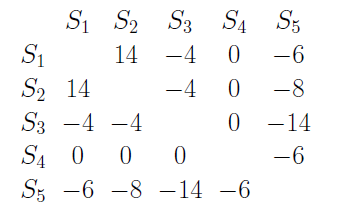 S₁ S₂ S₃ S₄ S₅
S₁ 14 −4 0 −6
S₂ 14 −4 0 −8
S₃ −4 −4 0 −14
S₄ 0 0 0 −6
S₅ −6 −8 −14 −6